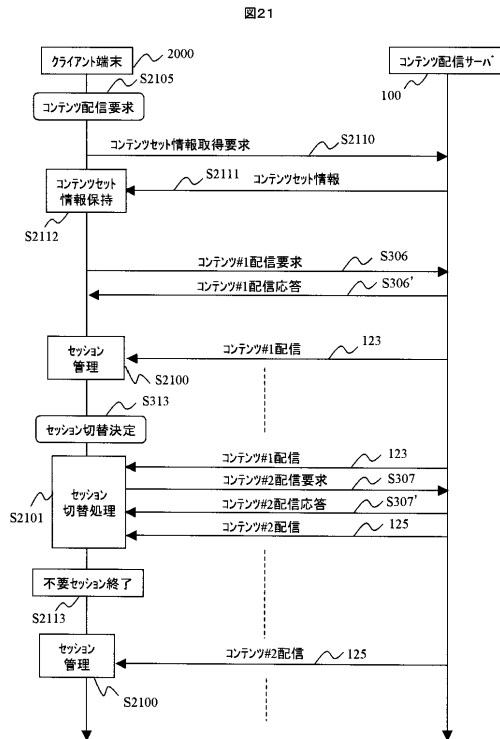 図21
クライアント端末
2000
コンテンツ配信サーバ
100
S2105
コンテンツ配信要求
コンテンツセット情報取得要求
S2110
コンテンツセット
情報保持
S2112
S2111
コンテンツセット情報
コンテンツ#1配信要求
S306
コンテンツ#1配信応答
S306'
セッション
管理
S2100
コンテンツ#1配信
123
S313
セッション切替決定
セッション
切替処理
S2101
コンテンツ#1配信
123
コンテンツ#2配信要求
S307
コンテンツ#2配信応答
S307'
コンテンツ#2配信
125
不要セッション終了
S2113
セッション
管理
S2100
コンテンツ#2配信
125